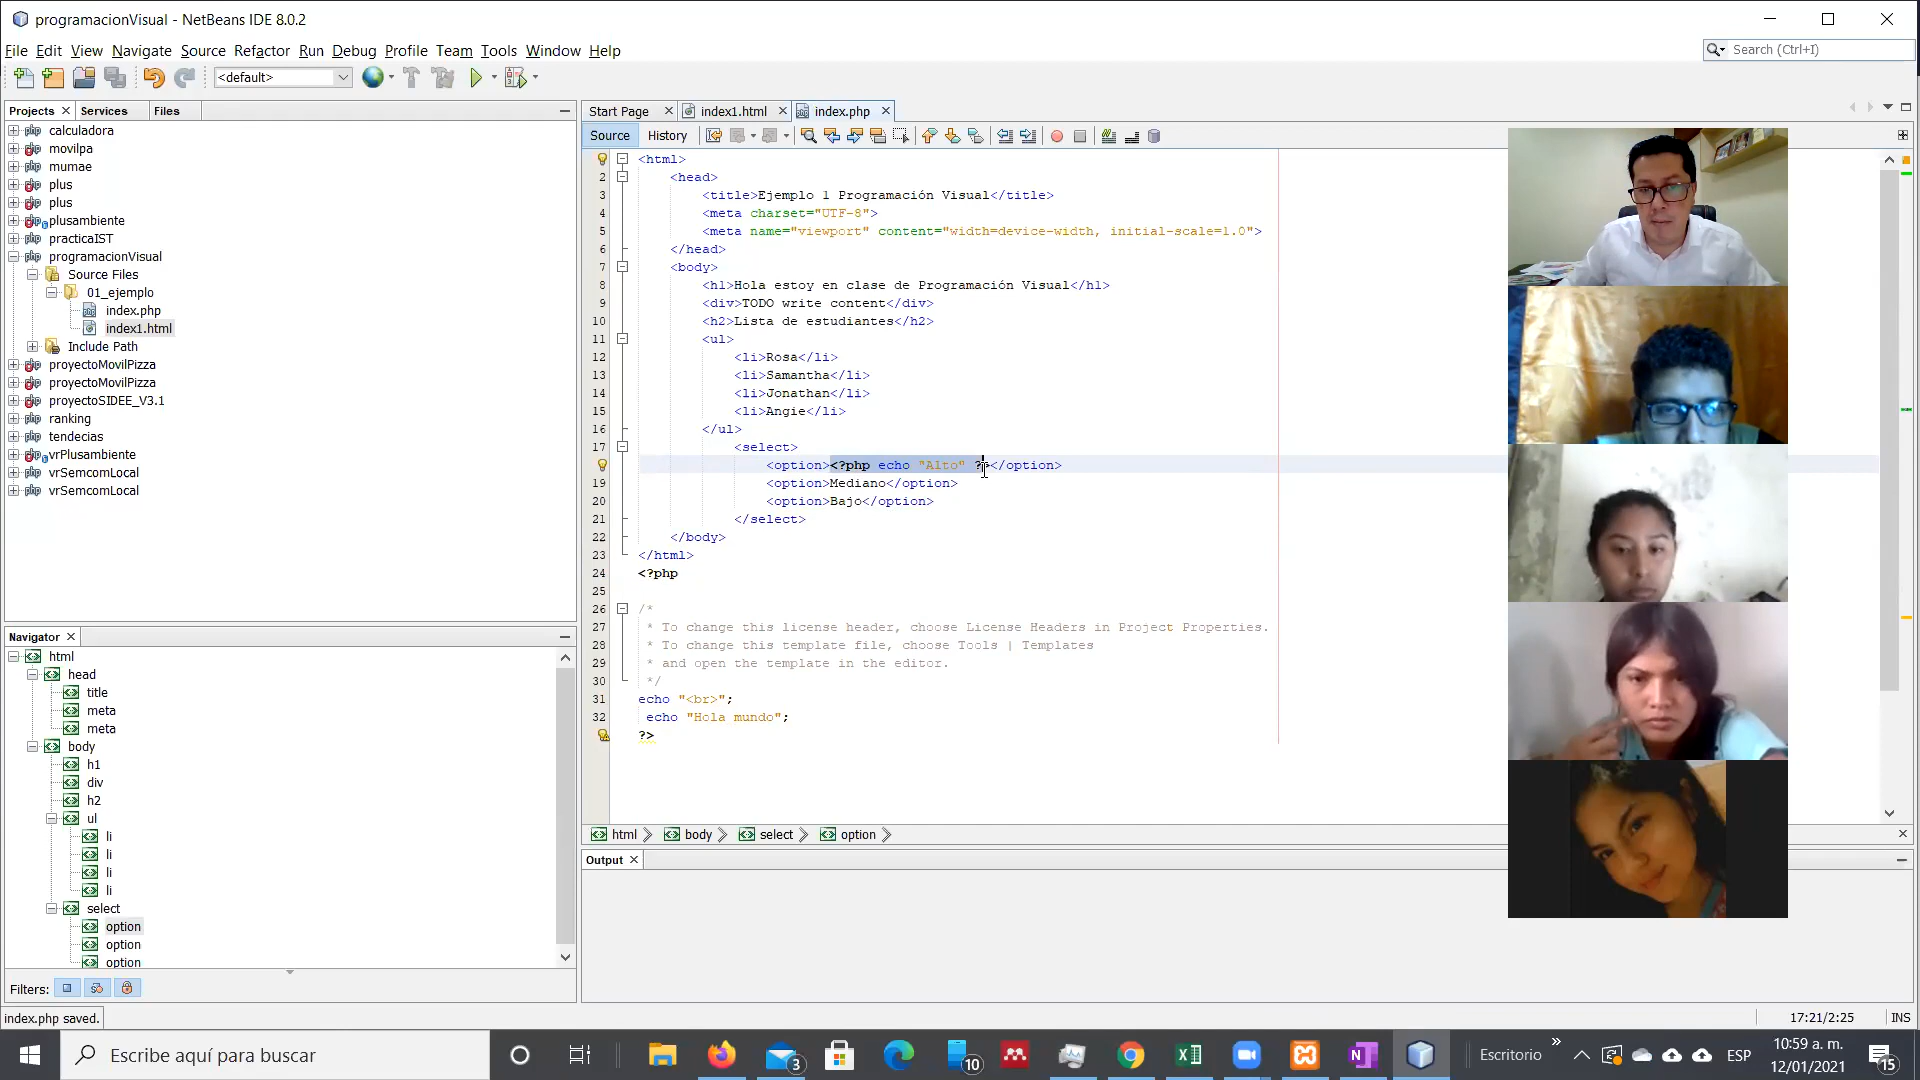 programacionVisual - NetBeans IDE 8.0.2
File Edit View Navigate Source Refactor Run Debug Profile Team Tools Window Help
Search (Ctrl+I)
<default>
Projects Services Files
calculadora
movilpa
mumae
plus
plus
plusambiente
practicaIST
programacionVisual
Source Files
01_ejemplo
index.php
index1.html
Include Path
proyectoMovilPizza
proyectoMovilPizza
proyectoSIDEE_V3.1
ranking
tendecias
vrPlusambiente
vrSemcomLocal
vrSemcomLocal
Navigator
html
head
title
meta
meta
body
h1
div
h2
ul
li
li
li
li
select
option
option
option
Filters:
index.php saved.
Start Page index1.html index.php
Source History
<html>
2 <head>
3 <title>Ejemplo 1 Programación Visual</title>
4 <meta charset="UTF-8">
5 <meta name="viewport" content="width=device-width, initial-scale=1.0">
6 </head>
7 <body>
8 <h1>Hola estoy en clase de Programación Visual</h1>
9 <div>TODO write content</div>
10 <h2>Lista de estudiantes</h2>
11 <ul>
12 <li>Rosa</li>
13 <li>Samantha</li>
14 <li>Jonathan</li>
15 <li>Angie</li>
16 </ul>
17 <select>
<option><?php echo "Alto" ?></option>
19 <option>Mediano</option>
20 <option>Bajo</option>
21 </select>
22 </body>
23 </html>
24 <?php
25
26 /*
27 * To change this license header, choose License Headers in Project Properties.
28 * To change this template file, choose Tools | Templates
29 * and open the template in the editor.
30 */
31 echo "<br>";
32 echo "Hola mundo";
?>
html body select option
Output
17:21/2:25 INS
Escribe aquí para buscar
3
10
Escritorio
ESP
10:59 a. m.
12/01/2021
15